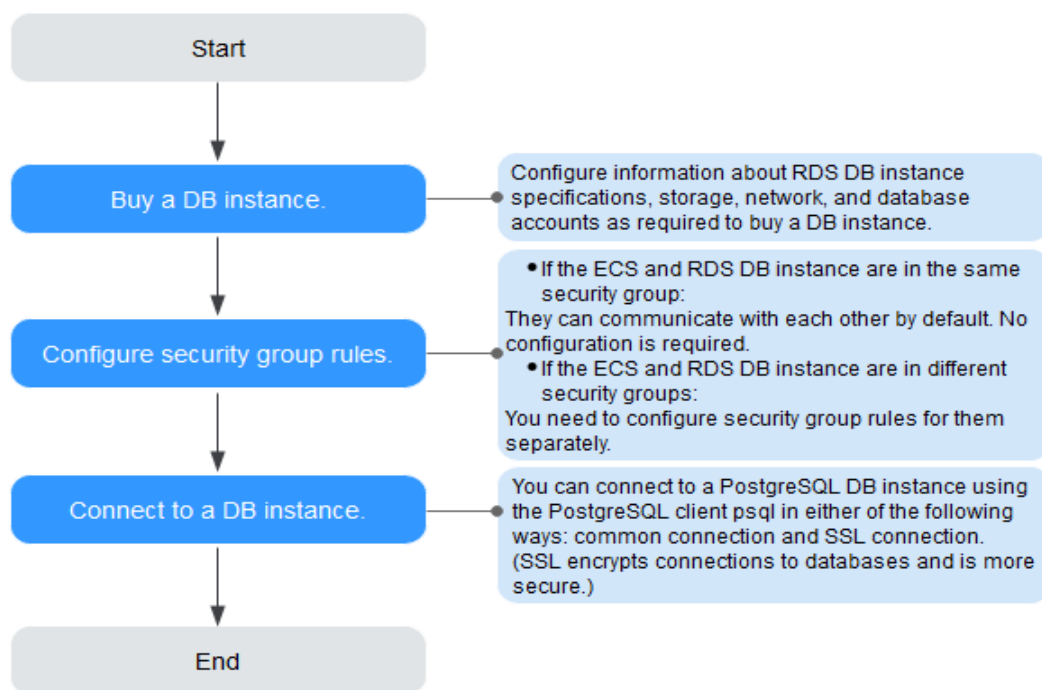 Start
Buy a DB instance.
Configure information about RDS DB instance
specifications, storage, network, and database
accounts as required to buy a DB instance.
Configure security group rules.
•If the ECS and RDS DB instance are in the same
security group:
They can communicate with each other by default. No
configuration is required.
•If the ECS and RDS DB instance are in different
security groups:
You need to configure security group rules for them
separately.
Connect to a DB instance.
You can connect to a PostgreSQL DB instance using
the PostgreSQL client psql in either of the following
ways: common connection and SSL connection.
(SSL encrypts connections to databases and is more
secure.)
End